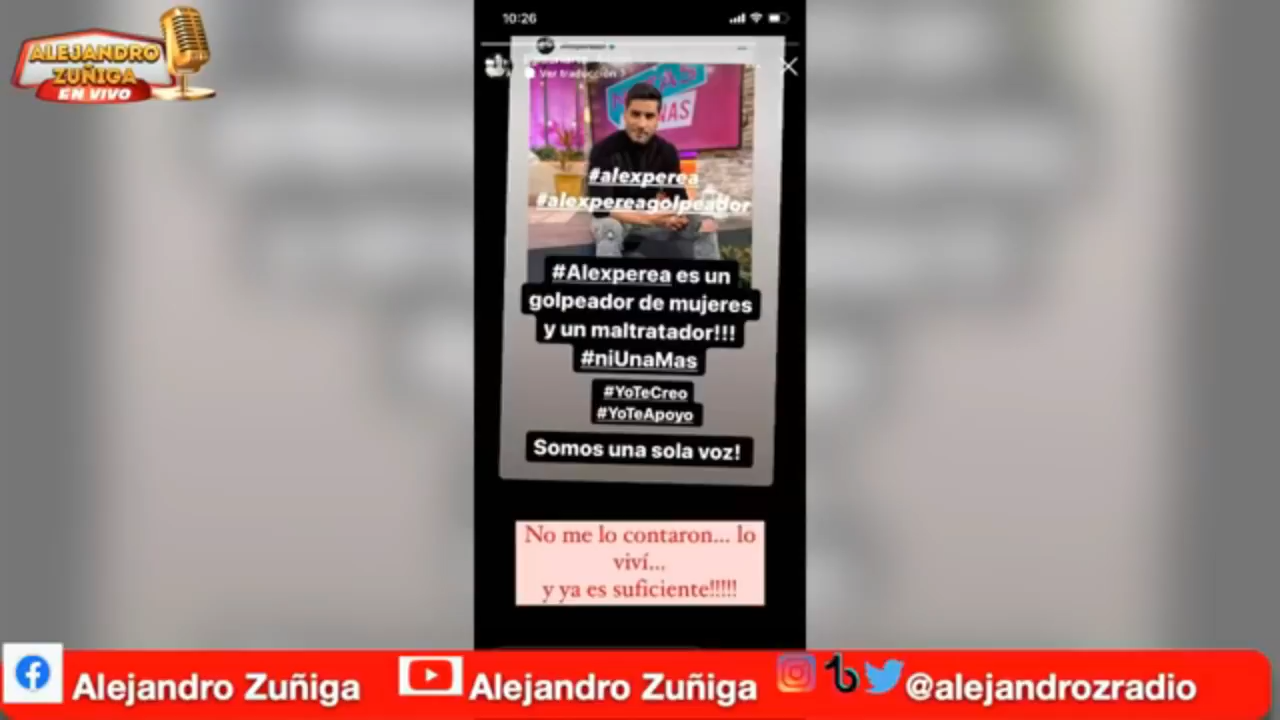 ALEJANDRO
ZUÑIGA
EN VIVO
10:26
Ver traducción
#alexperea
#alexpereagolpeador
#Alexperea es un
golpeador de mujeres
y un maltratador!!!
#niUnaMas
#YoTeCreo
#YoTeApoyo
Somos una sola voz!
No me lo contaron... lo
viví...
y ya es suficiente!!!!!
Alejandro Zuñiga
Alejandro Zuñiga
@alejandrozradio